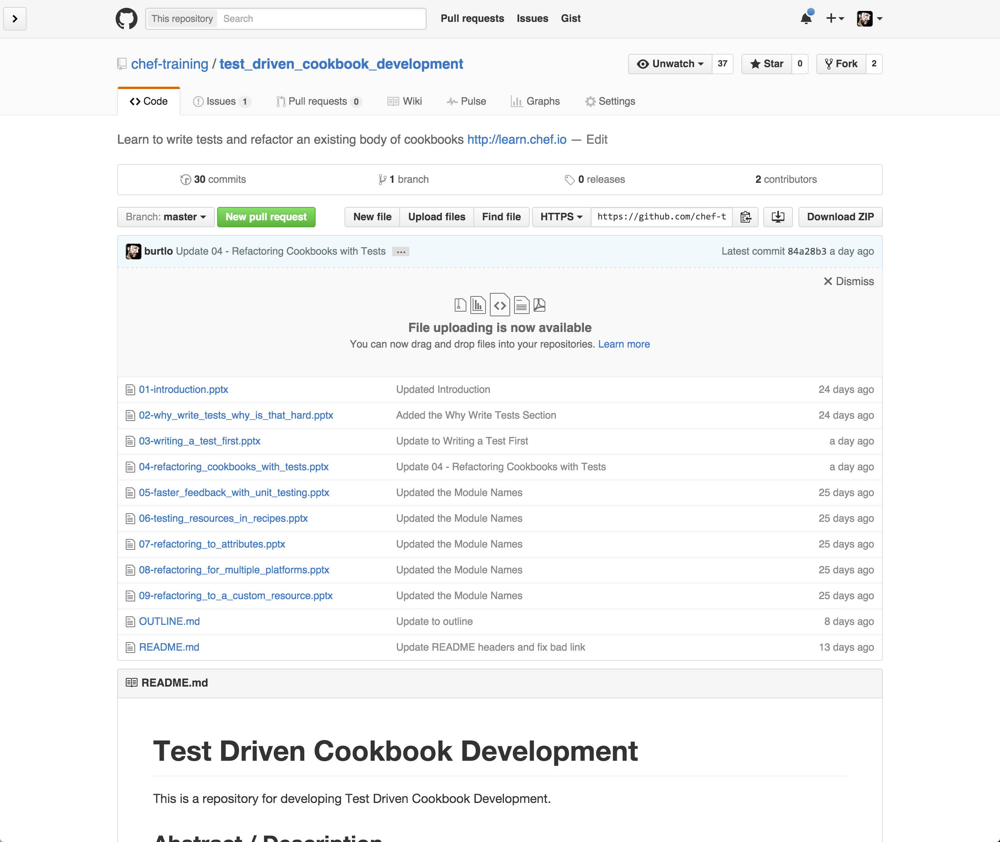 This repository Search Pull requests Issues Gist
chef-training / test_driven_cookbook_development Unwatch 37 Star 0 Fork 2
Code Issues 1 Pull requests 0 Wiki Pulse Graphs Settings
Learn to write tests and refactor an existing body of cookbooks http://learn.chef.io — Edit
30 commits 1 branch 0 releases 2 contributors
Branch: master New pull request New file Upload files Find file HTTPS https://github.com/chef-t Download ZIP
burtlo Update 04 - Refactoring Cookbooks with Tests ... Latest commit 84a28b3 a day ago
Dismiss
File uploading is now available
You can now drag and drop files into your repositories. Learn more
01-introduction.pptx Updated Introduction 24 days ago
02-why_write_tests_why_is_that_hard.pptx Added the Why Write Tests Section 24 days ago
03-writing_a_test_first.pptx Update to Writing a Test First a day ago
04-refactoring_cookbooks_with_tests.pptx Update 04 - Refactoring Cookbooks with Tests a day ago
05-faster_feedback_with_unit_testing.pptx Updated the Module Names 25 days ago
06-testing_resources_in_recipes.pptx Updated the Module Names 25 days ago
07-refactoring_to_attributes.pptx Updated the Module Names 25 days ago
08-refactoring_for_multiple_platforms.pptx Updated the Module Names 25 days ago
09-refactoring_to_a_custom_resource.pptx Updated the Module Names 25 days ago
OUTLINE.md Update to outline 8 days ago
README.md Update README headers and fix bad link 13 days ago
README.md
Test Driven Cookbook Development
This is a repository for developing Test Driven Cookbook Development.
Abstract / Description